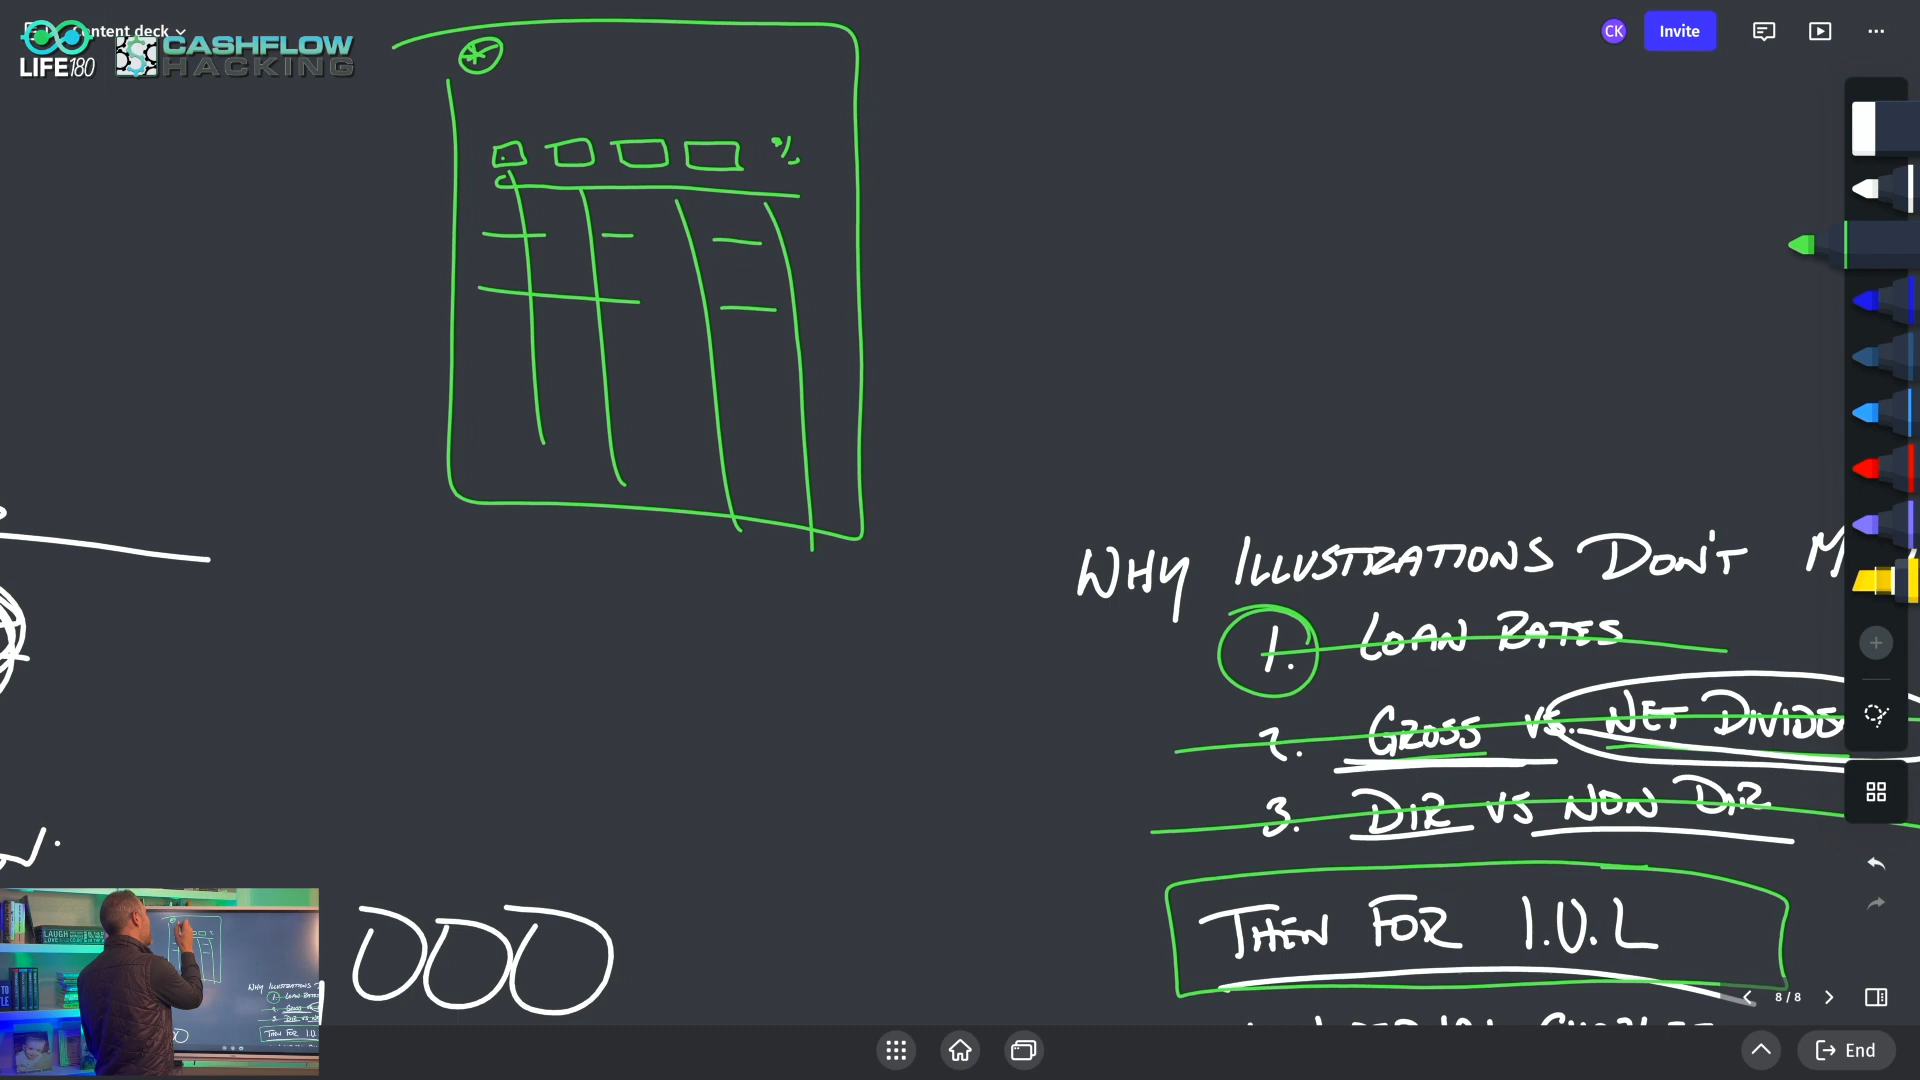 Content deck
LIFE180
CASHFLOW
HACKING
CK
Invite
%
WHY ILLUSTRATIONS DON'T M
1. LOAN RATES
2. GROSS VS. NET DIVIDE
3. DIR VS NON DIR
THEN FOR I.U.L
8 / 8
End